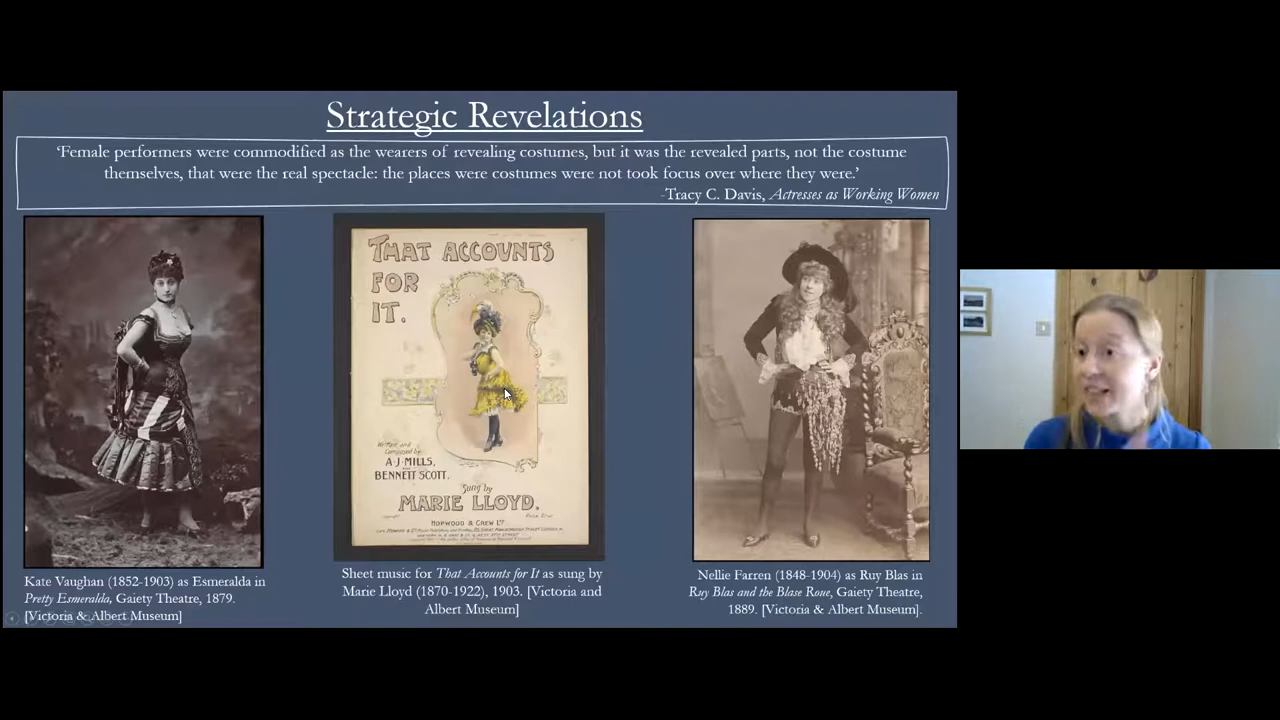 Strategic Revelations
‘Female performers were commodified as the wearers of revealing costumes, but it was the revealed parts, not the costume
themselves, that were the real spectacle: the places were costumes were not took focus over where they were.’
-Tracy C. Davis, Actresses as Working Women
THAT ACCOUNTS
FOR
IT.
Written and
Composed by
A.J. MILLS,
BENNETT SCOTT.
Sung by
MARIE LLOYD.
HOPWOOD & CREW LTD
Kate Vaughan (1852-1903) as Esmeralda in
Pretty Esmeralda, Gaiety Theatre, 1879.
[Victoria & Albert Museum]
Sheet music for That Accounts for It as sung by
Marie Lloyd (1870-1922), 1903. [Victoria and
Albert Museum]
Nellie Farren (1848-1904) as Ruy Blas in
Ruy Blas and the Blase Roue, Gaiety Theatre,
1889. [Victoria & Albert Museum].